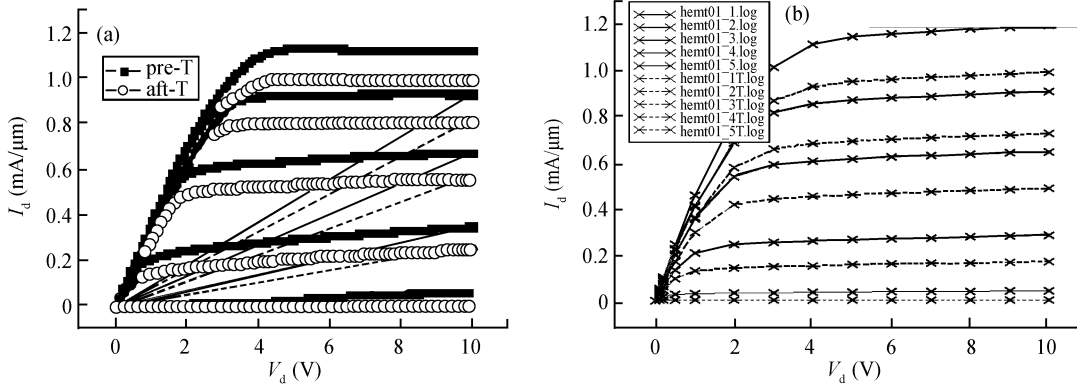 (a)
pre-T
aft-T
1.2
1.0
0.8
0.6
0.4
0.2
0
0
2
4
6
8
10
I_d (mA/μm)
V_d (V)
(b)
hemt01_1.log
hemt01_2.log
hemt01_3.log
hemt01_4.log
hemt01_5.log
hemt01_1T.log
hemt01_2T.log
hemt01_3T.log
hemt01_4T.log
hemt01_5T.log
1.2
1.0
0.8
0.6
0.4
0.2
0
0
2
4
6
8
10
I_d (mA/μm)
V_d (V)